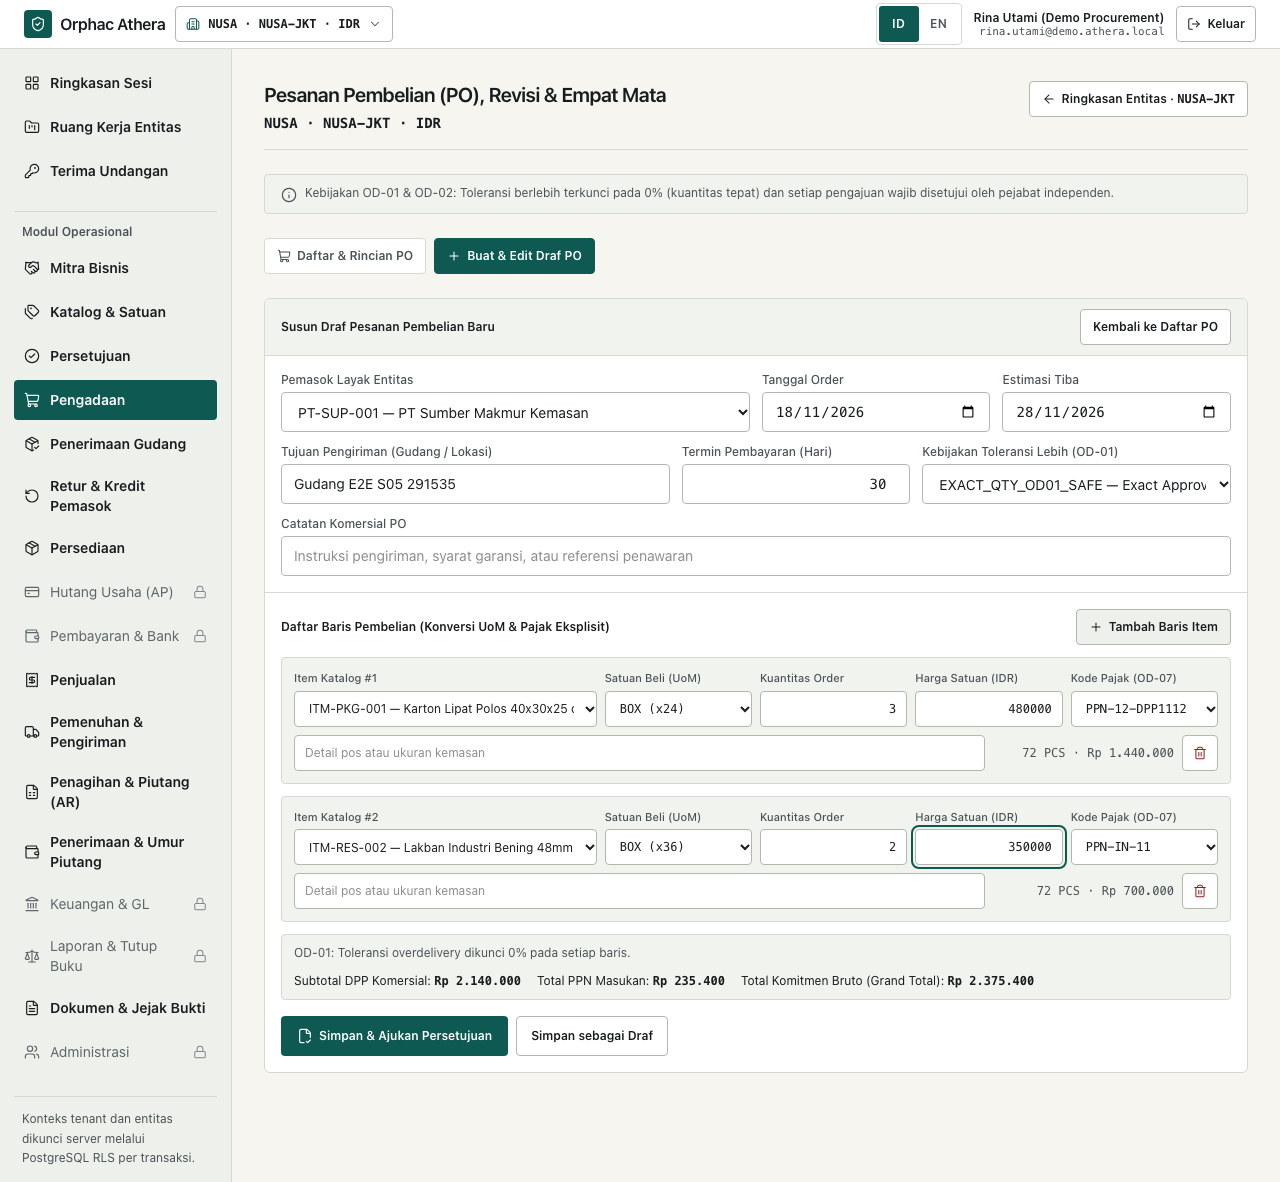 Orphac Athera
NUSA · NUSA-JKT · IDR
ID
EN
Rina Utami (Demo Procurement)
rina.utami@demo.athera.local
Keluar
Ringkasan Sesi
Ruang Kerja Entitas
Terima Undangan
Modul Operasional
Mitra Bisnis
Katalog & Satuan
Persetujuan
Pengadaan
Penerimaan Gudang
Retur & Kredit
Pemasok
Persediaan
Hutang Usaha (AP)
Pembayaran & Bank
Penjualan
Pemenuhan &
Pengiriman
Penagihan & Piutang
(AR)
Penerimaan & Umur
Piutang
Keuangan & GL
Laporan & Tutup
Buku
Dokumen & Jejak Bukti
Administrasi
Konteks tenant dan entitas
dikunci server melalui
PostgreSQL RLS per transaksi.
Pesanan Pembelian (PO), Revisi & Empat Mata
NUSA · NUSA-JKT · IDR
Ringkasan Entitas · NUSA-JKT
Kebijakan OD-01 & OD-02: Toleransi berlebih terkunci pada 0% (kuantitas tepat) dan setiap pengajuan wajib disetujui oleh pejabat independen.
Daftar & Rincian PO
Buat & Edit Draf PO
Susun Draf Pesanan Pembelian Baru
Kembali ke Daftar PO
Pemasok Layak Entitas
Tanggal Order
Estimasi Tiba
PT-SUP-001 — PT Sumber Makmur Kemasan
18/11/2026
28/11/2026
Tujuan Pengiriman (Gudang / Lokasi)
Termin Pembayaran (Hari)
Kebijakan Toleransi Lebih (OD-01)
Gudang E2E S05 291535
30
EXACT_QTY_OD01_SAFE — Exact Approv
Catatan Komersial PO
Instruksi pengiriman, syarat garansi, atau referensi penawaran
Daftar Baris Pembelian (Konversi UoM & Pajak Eksplisit)
Tambah Baris Item
Item Katalog #1
Satuan Beli (UoM)
Kuantitas Order
Harga Satuan (IDR)
Kode Pajak (OD-07)
ITM-PKG-001 — Karton Lipat Polos 40x30x25 c
BOX (x24)
3
480000
PPN-12-DPP1112
Detail pos atau ukuran kemasan
72 PCS · Rp 1.440.000
Item Katalog #2
Satuan Beli (UoM)
Kuantitas Order
Harga Satuan (IDR)
Kode Pajak (OD-07)
ITM-RES-002 — Lakban Industri Bening 48mm
BOX (x36)
2
350000
PPN-IN-11
Detail pos atau ukuran kemasan
72 PCS · Rp 700.000
OD-01: Toleransi overdelivery dikunci 0% pada setiap baris.
Subtotal DPP Komersial: Rp 2.140.000 Total PPN Masukan: Rp 235.400 Total Komitmen Bruto (Grand Total): Rp 2.375.400
Simpan & Ajukan Persetujuan
Simpan sebagai Draf